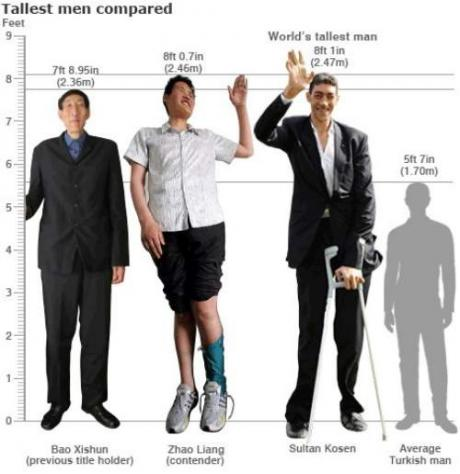 Tallest men compared
Feet
9
8
7
6
5
4
3
2
1
0
7ft 8.95in
(2.36m)
8ft 0.7in
(2.46m)
World's tallest man
8ft 1in
(2.47m)
5ft 7in
(1.70m)
Bao Xishun
(previous title holder)
Zhao Liang
(contender)
Sultan Kosen
Average
Turkish man